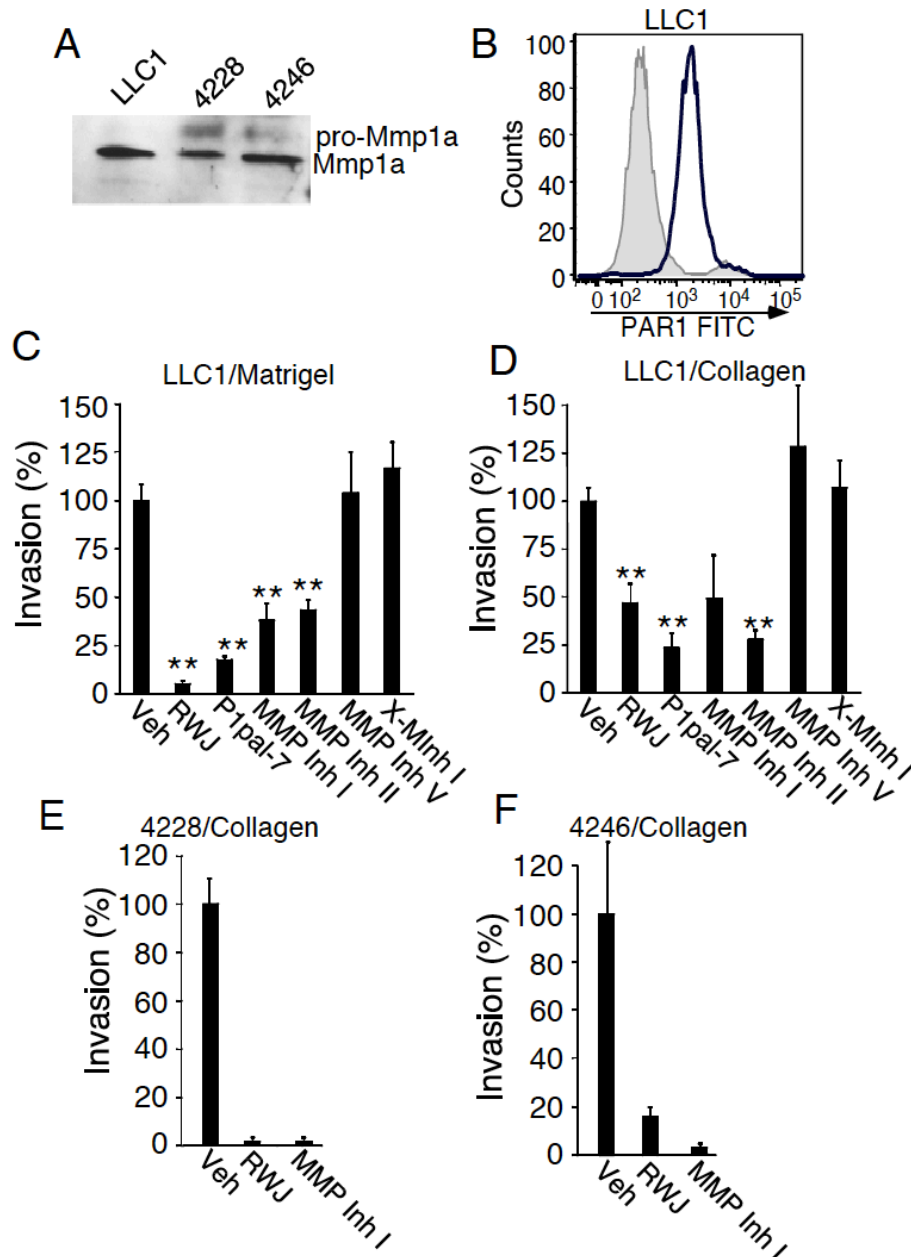 A
LLC1 4228 4246
pro-Mmp1a
Mmp1a
B
LLC1
Counts
100
80
60
40
20
0
0 10² 10³ 10⁴ 10⁵
PAR1 FITC
C
LLC1/Matrigel
Invasion (%)
150
125
100
75
50
25
0
** ** ** **
Veh RWJ P1pal-7 MMP Inh I MMP Inh II MMP Inh V X-MInh I
D
LLC1/Collagen
Invasion (%)
150
125
100
75
50
25
0
** ** **
Veh RWJ P1pal-7 MMP Inh I MMP Inh II MMP Inh V X-MInh I
E
4228/Collagen
Invasion (%)
120
100
80
60
40
20
0
Veh RWJ MMP Inh I
F
4246/Collagen
Invasion (%)
120
100
80
60
40
20
0
Veh RWJ MMP Inh I